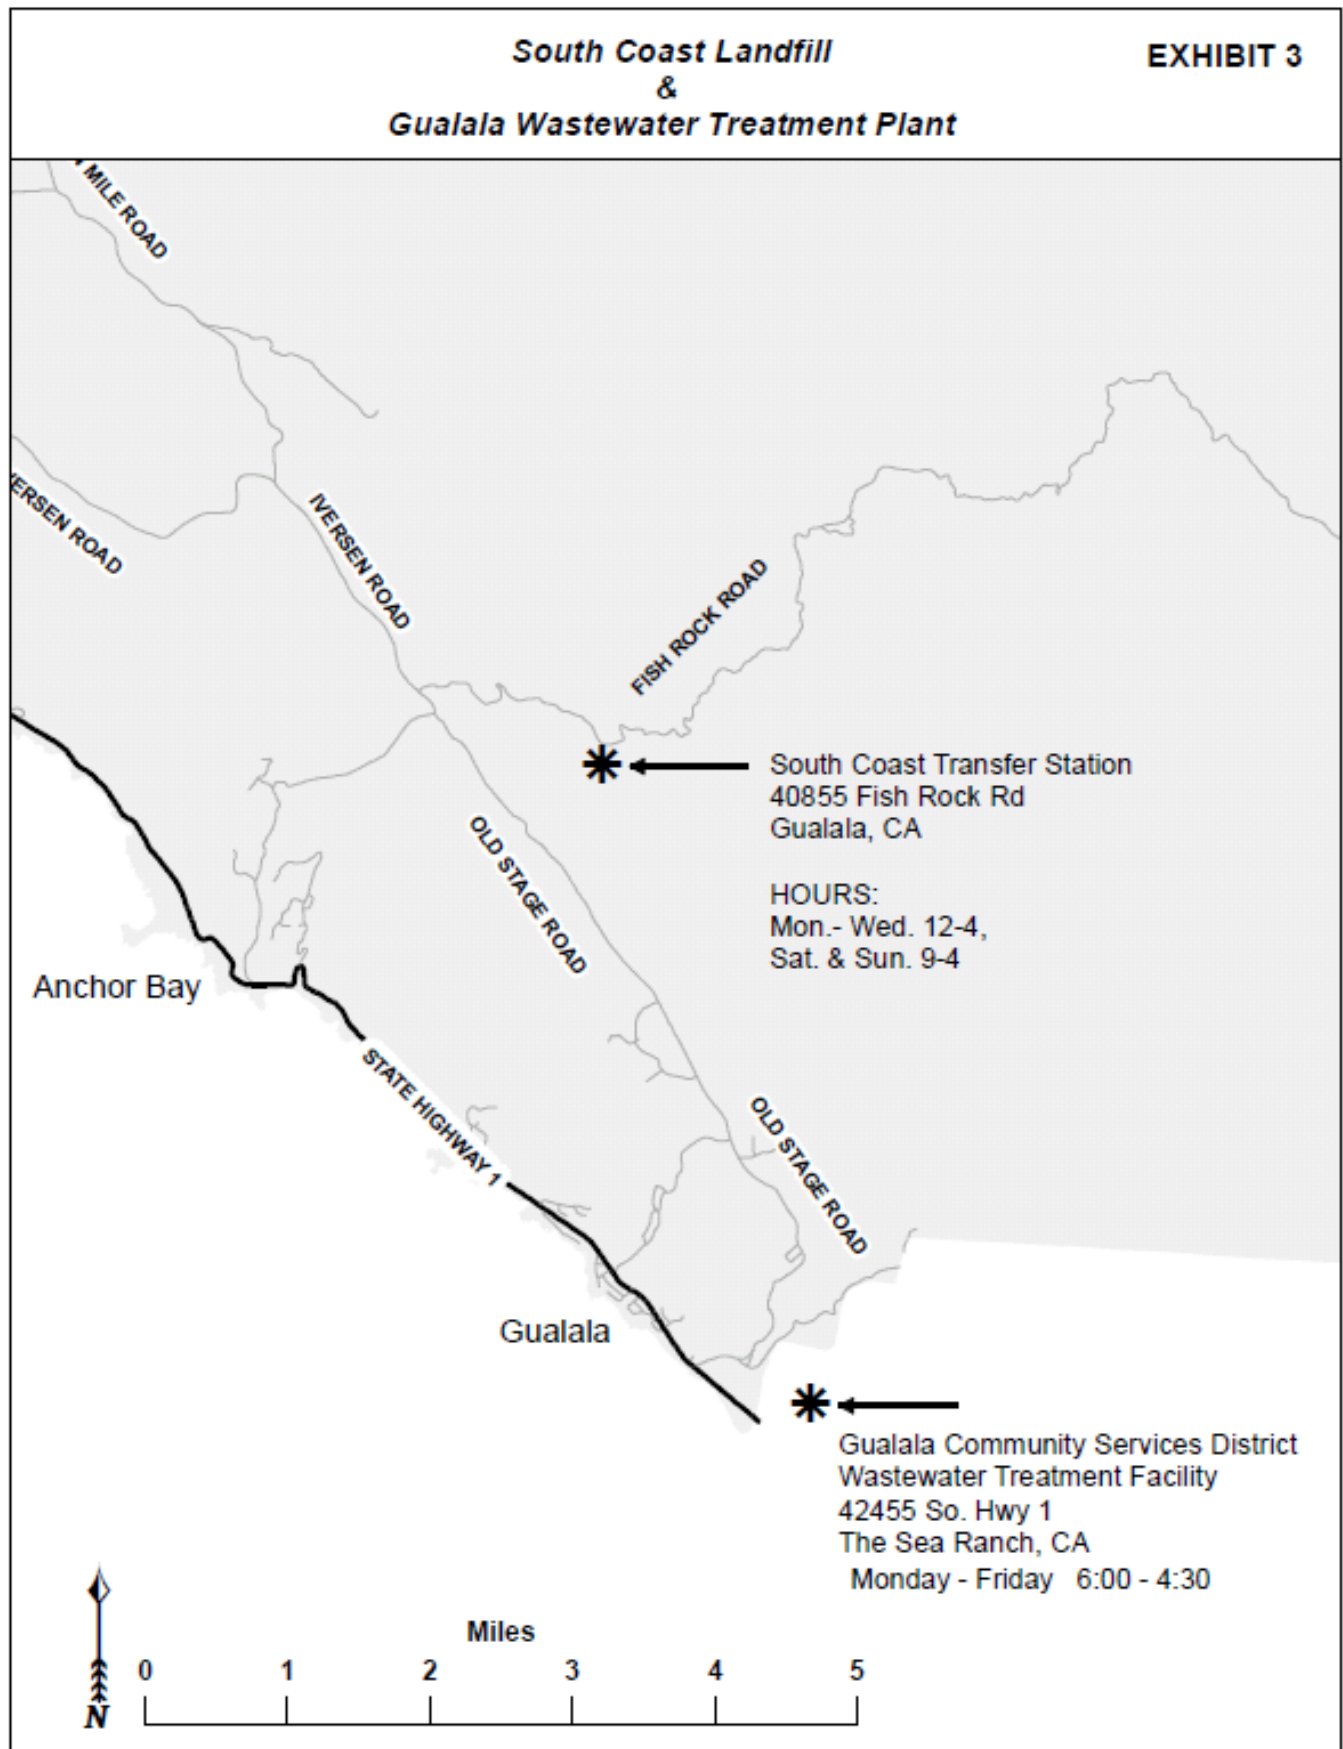 South Coast Landfill
EXHIBIT 3
&
Gualala Wastewater Treatment Plant
MILE ROAD
ERSEN ROAD
IVERSEN ROAD
FISH ROCK ROAD
South Coast Transfer Station
40855 Fish Rock Rd
Gualala, CA
HOURS:
Mon.- Wed. 12-4,
Sat. & Sun. 9-4
OLD STAGE ROAD
Anchor Bay
STATE HIGHWAY 1
OLD STAGE ROAD
Gualala
Gualala Community Services District
Wastewater Treatment Facility
42455 So. Hwy 1
The Sea Ranch, CA
Monday - Friday 6:00 - 4:30
Miles
0 1 2 3 4 5
N